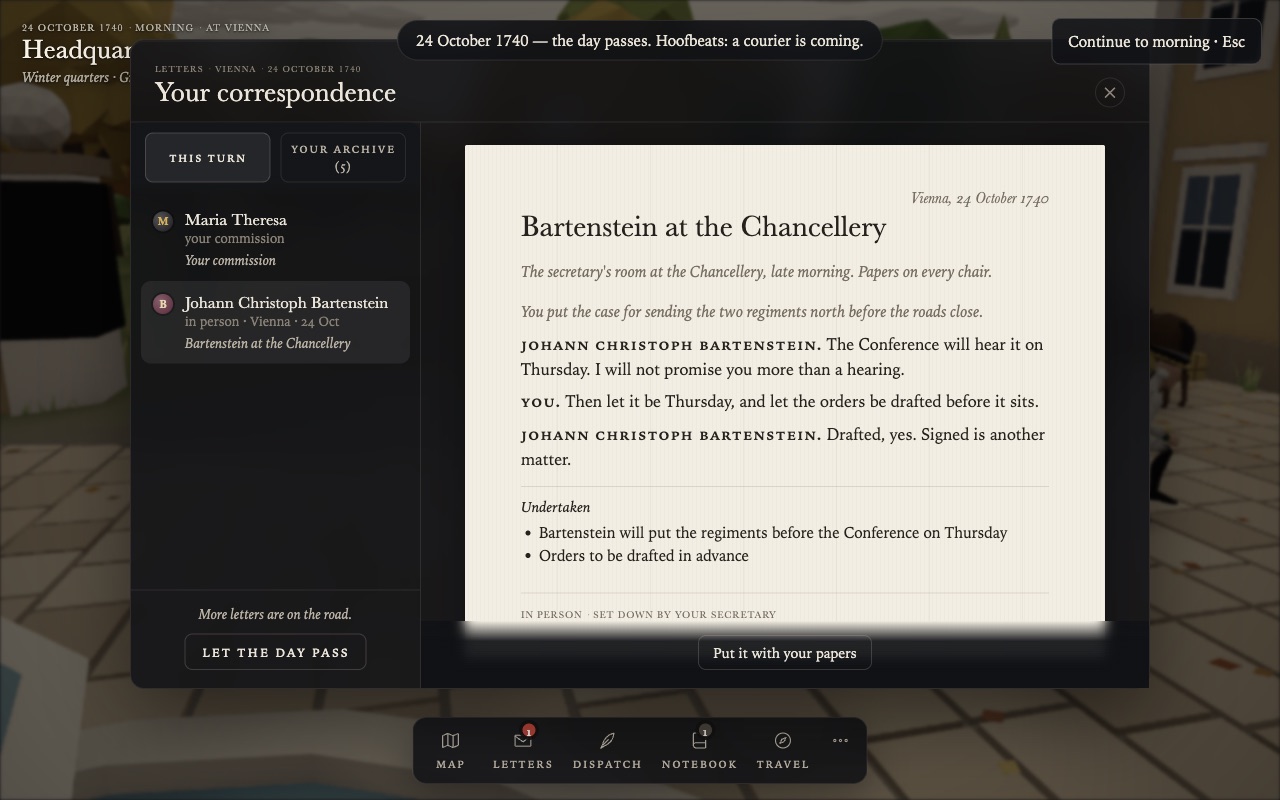 24 OCTOBER 1740 · MORNING · AT VIENNA
24 October 1740 — the day passes. Hoofbeats: a courier is coming.
Continue to morning · Esc
Winter quarters ·
LETTERS · VIENNA · 24 OCTOBER 1740
Your correspondence
THIS TURN
YOUR ARCHIVE
(5)
M
Maria Theresa
your commission
Your commission
B
Johann Christoph Bartenstein
in person · Vienna · 24 Oct
Bartenstein at the Chancellery
More letters are on the road.
LET THE DAY PASS
Vienna, 24 October 1740
Bartenstein at the Chancellery
The secretary's room at the Chancellery, late morning. Papers on every chair.
You put the case for sending the two regiments north before the roads close.
JOHANN CHRISTOPH BARTENSTEIN. The Conference will hear it on
Thursday. I will not promise you more than a hearing.
YOU. Then let it be Thursday, and let the orders be drafted before it sits.
JOHANN CHRISTOPH BARTENSTEIN. Drafted, yes. Signed is another
matter.
Undertaken
• Bartenstein will put the regiments before the Conference on Thursday
• Orders to be drafted in advance
IN PERSON · SET DOWN BY YOUR SECRETARY
Put it with your papers
1
1
MAP
LETTERS
DISPATCH
NOTEBOOK
TRAVEL